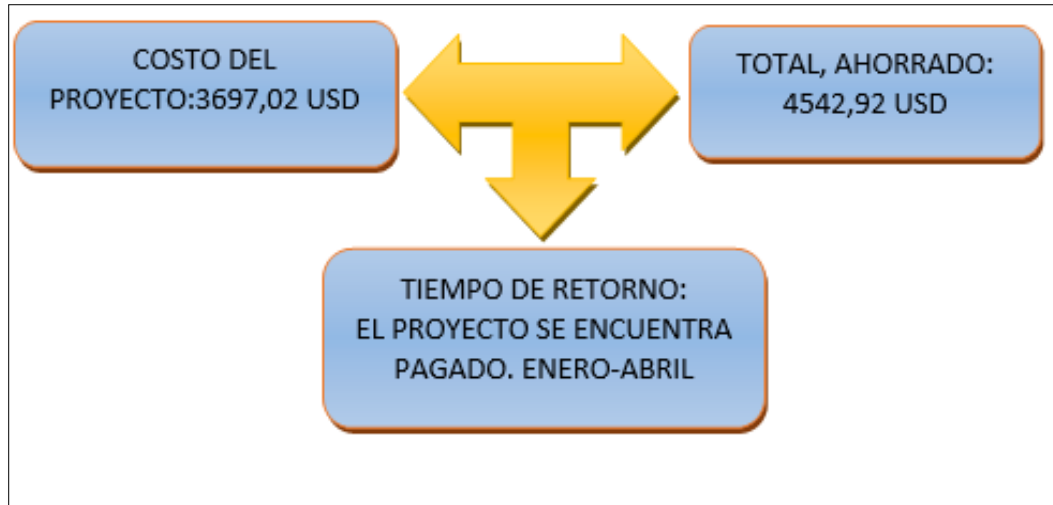 COSTO DEL
PROYECTO:3697,02 USD
TOTAL, AHORRADO:
4542,92 USD
TIEMPO DE RETORNO:
EL PROYECTO SE ENCUENTRA
PAGADO. ENERO-ABRIL